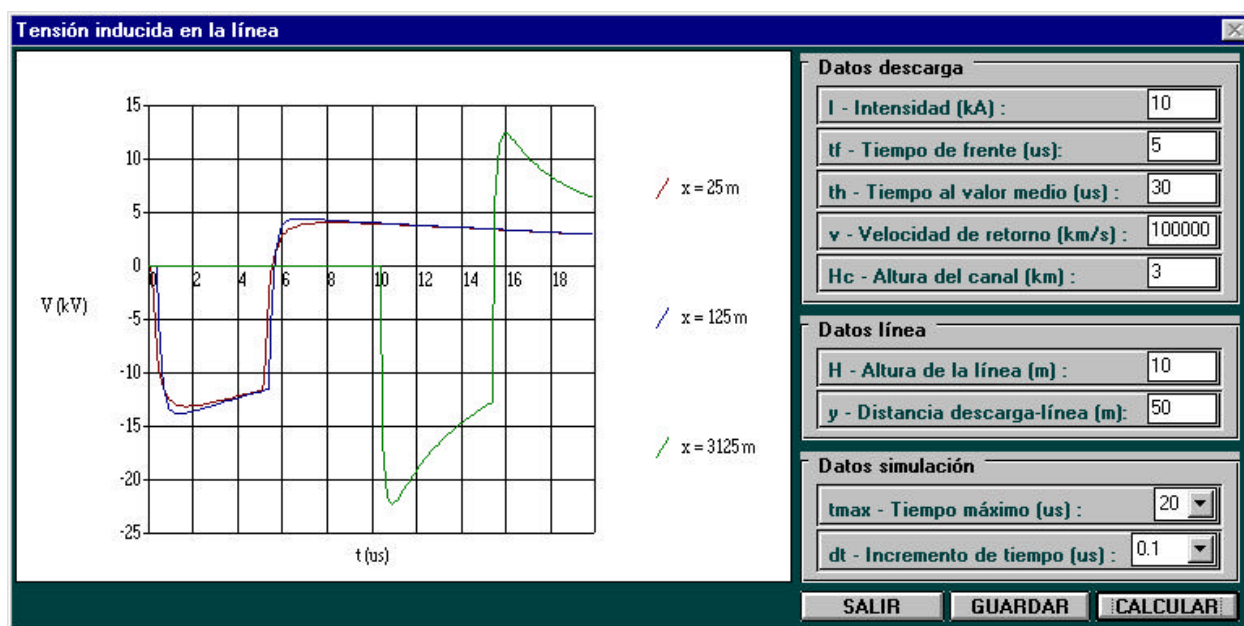 Tensión inducida en la línea
15
10
5
0
-5
-10
-15
-20
-25
V (kV)
0 2 4 6 8 10 12 14 16 18
t (us)
x = 25 m
x = 125 m
x = 3125 m
Datos descarga
I - Intensidad (kA) : 10
tf - Tiempo de frente (us): 5
th - Tiempo al valor medio (us) : 30
v - Velocidad de retorno (km/s) : 100000
Hc - Altura del canal (km) : 3
Datos línea
H - Altura de la línea (m) : 10
y - Distancia descarga-línea (m): 50
Datos simulación
tmax - Tiempo máximo (us) : 20
dt - Incremento de tiempo (us) : 0.1
SALIR GUARDAR CALCULAR